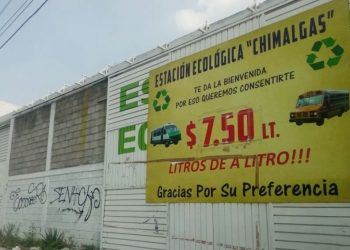 ESTACIÓN ECOLÓGICA "CHIMALGAS"
TE DA LA BIENVENIDA
POR ESO QUEREMOS CONSENTIRTE
$ 7.50 LT.
LITROS DE A LITRO!!!
Gracias Por Su Preferencia
ES
EC